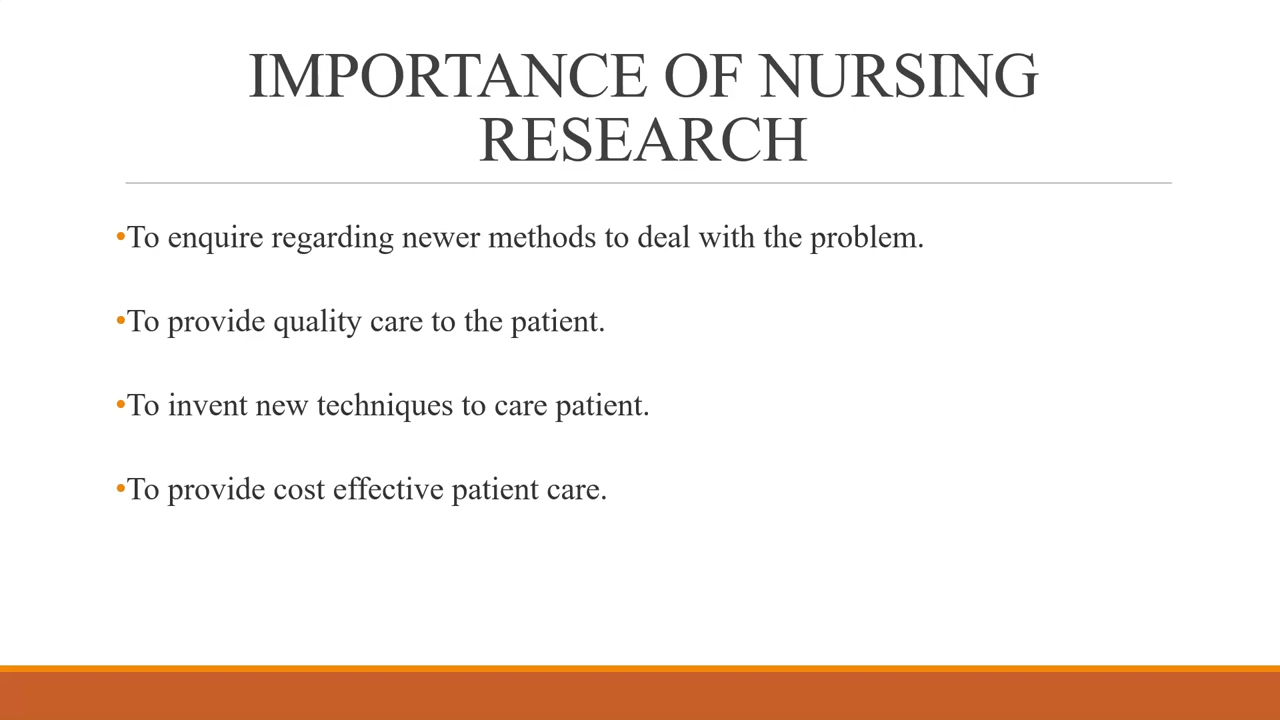 IMPORTANCE OF NURSING
RESEARCH
•To enquire regarding newer methods to deal with the problem.
•To provide quality care to the patient.
•To invent new techniques to care patient.
•To provide cost effective patient care.